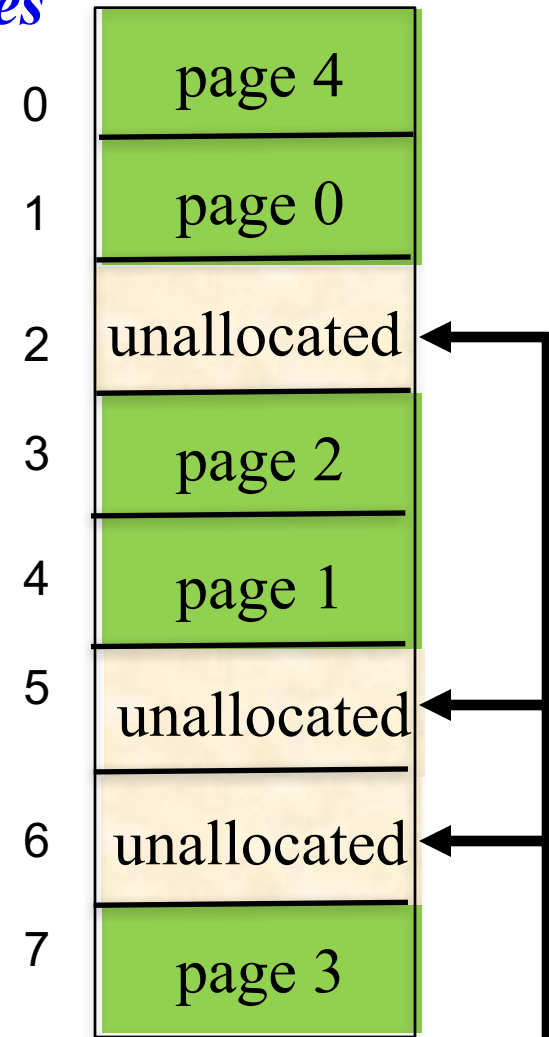 0 page 4
1 page 0
2 unallocated
3 page 2
4 page 1
5 unallocated
6 unallocated
7 page 3